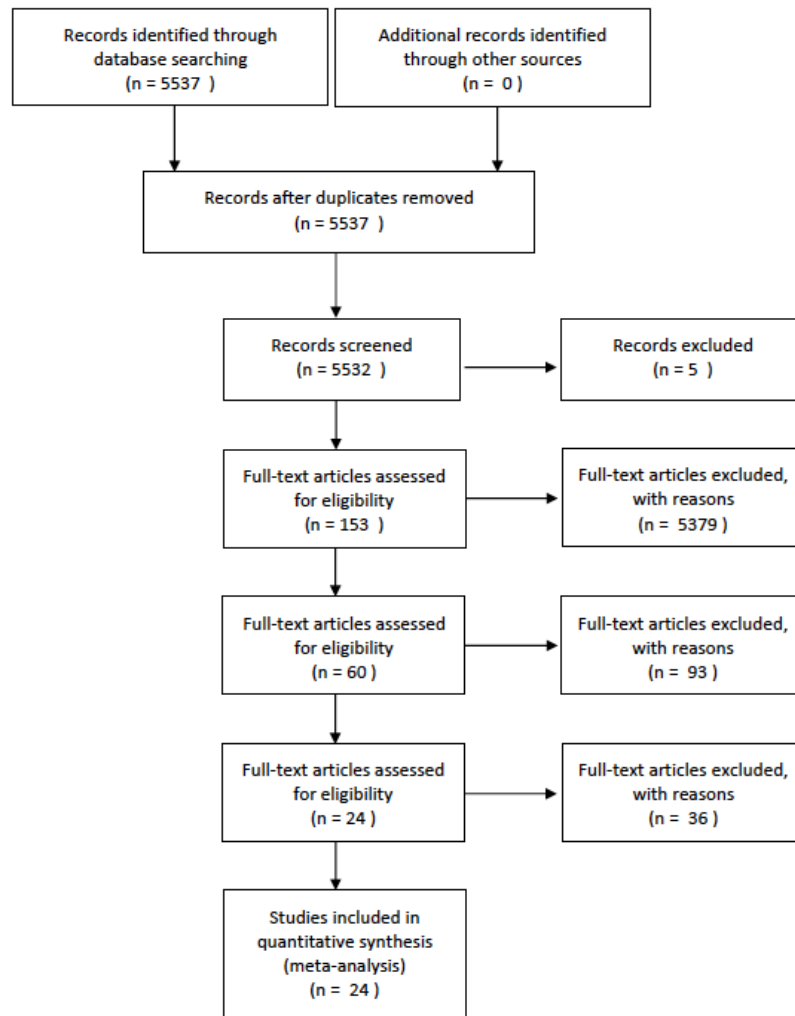 Records identified through
database searching
(n = 5537  )
Additional records identified
through other sources
(n =  0 )
Records after duplicates removed
(n = 5537  )
Records screened
(n = 5532  )
Records excluded
(n = 5  )
Full-text articles assessed
for eligibility
(n = 153  )
Full-text articles excluded,
with reasons
(n =  5379 )
Full-text articles assessed
for eligibility
(n = 60 )
Full-text articles excluded,
with reasons
(n =  93 )
Full-text articles assessed
for eligibility
(n = 24 )
Full-text articles excluded,
with reasons
(n =  36 )
Studies included in
quantitative synthesis
(meta-analysis)
(n =  24 )